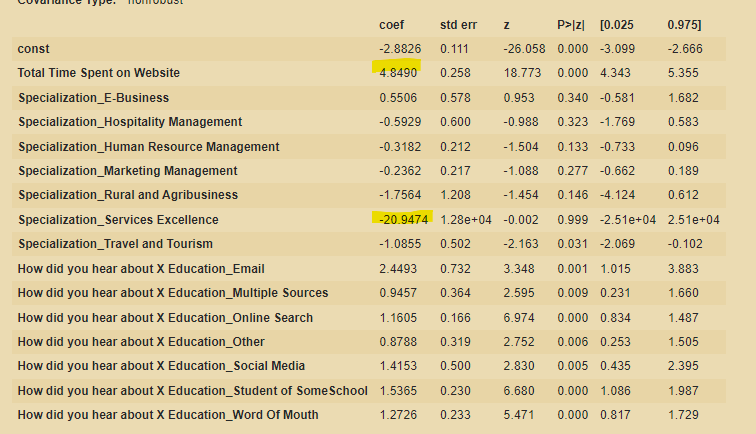 Covariance Type: nonrobust
coef std err z P>|z| [0.025 0.975]
const -2.8826 0.111 -26.058 0.000 -3.099 -2.666
Total Time Spent on Website 4.8490 0.258 18.773 0.000 4.343 5.355
Specialization_E-Business 0.5506 0.578 0.953 0.340 -0.581 1.682
Specialization_Hospitality Management -0.5929 0.600 -0.988 0.323 -1.769 0.583
Specialization_Human Resource Management -0.3182 0.212 -1.504 0.133 -0.733 0.096
Specialization_Marketing Management -0.2362 0.217 -1.088 0.277 -0.662 0.189
Specialization_Rural and Agribusiness -1.7564 1.208 -1.454 0.146 -4.124 0.612
Specialization_Services Excellence -20.9474 1.28e+04 -0.002 0.999 -2.51e+04 2.51e+04
Specialization_Travel and Tourism -1.0855 0.502 -2.163 0.031 -2.069 -0.102
How did you hear about X Education_Email 2.4493 0.732 3.348 0.001 1.015 3.883
How did you hear about X Education_Multiple Sources 0.9457 0.364 2.595 0.009 0.231 1.660
How did you hear about X Education_Online Search 1.1605 0.166 6.974 0.000 0.834 1.487
How did you hear about X Education_Other 0.8788 0.319 2.752 0.006 0.253 1.505
How did you hear about X Education_Social Media 1.4153 0.500 2.830 0.005 0.435 2.395
How did you hear about X Education_Student of SomeSchool 1.5365 0.230 6.680 0.000 1.086 1.987
How did you hear about X Education_Word Of Mouth 1.2726 0.233 5.471 0.000 0.817 1.729